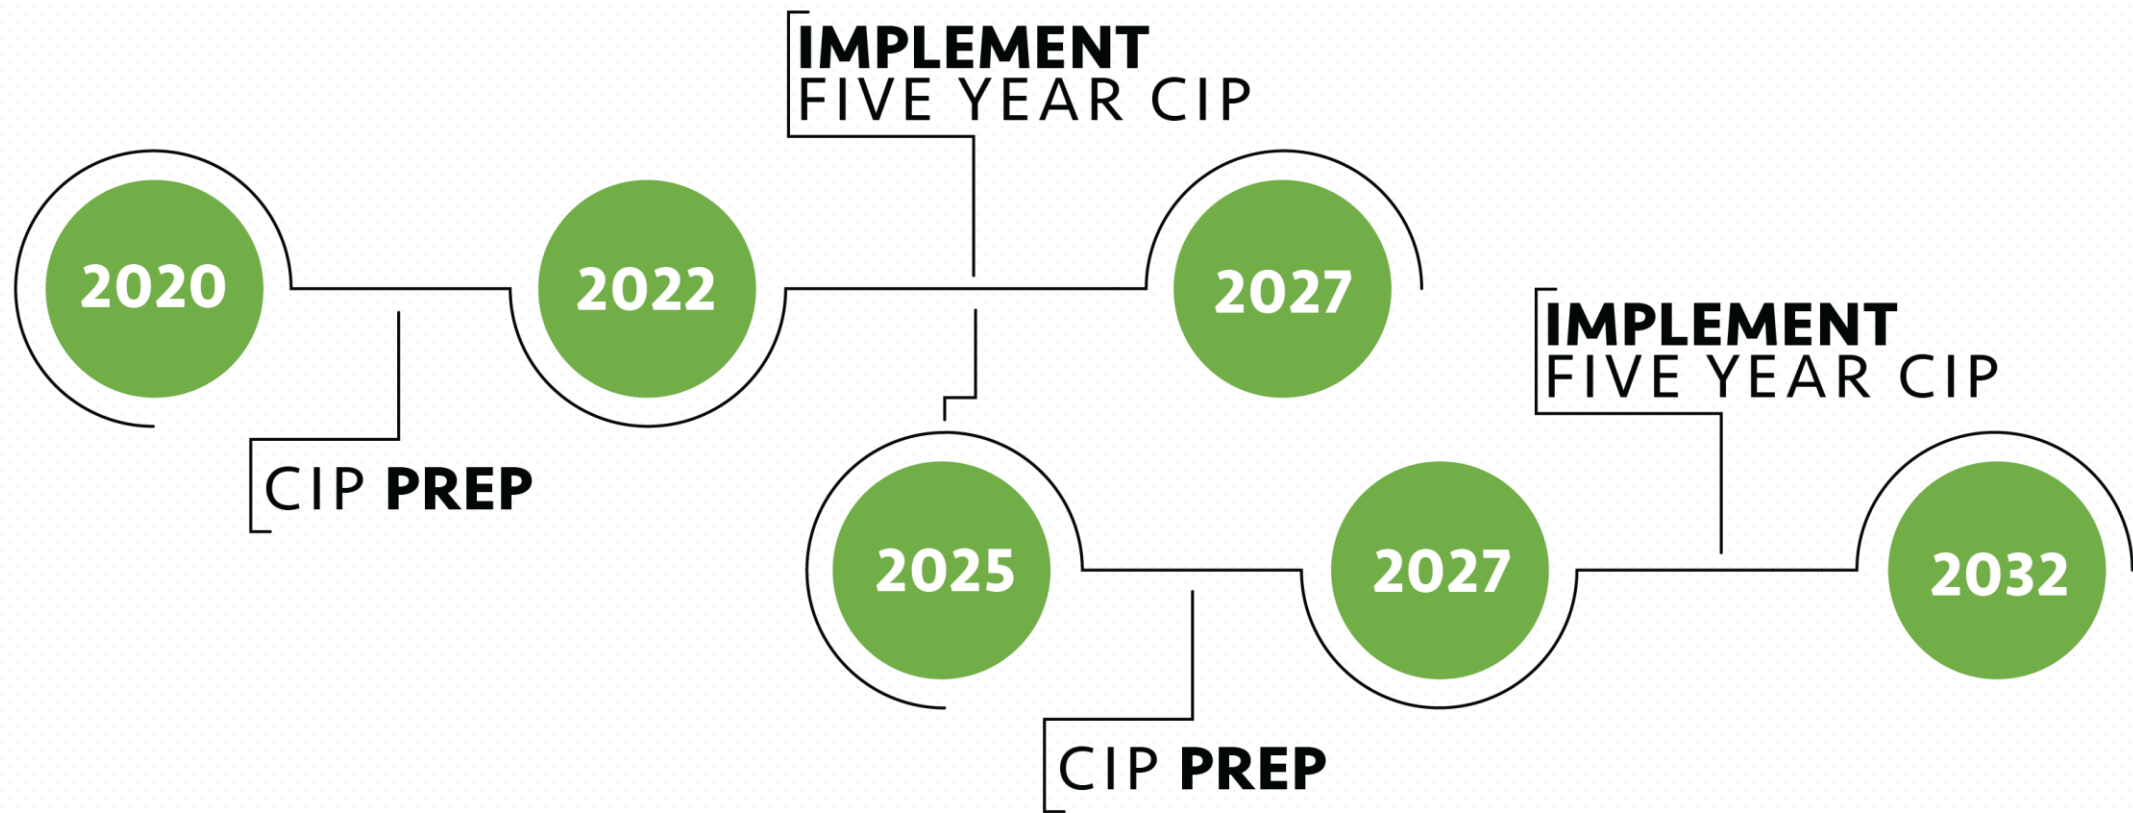 IMPLEMENT
FIVE YEAR CIP
2020
2022
2027
CIP PREP
IMPLEMENT
FIVE YEAR CIP
2025
2027
2032
CIP PREP